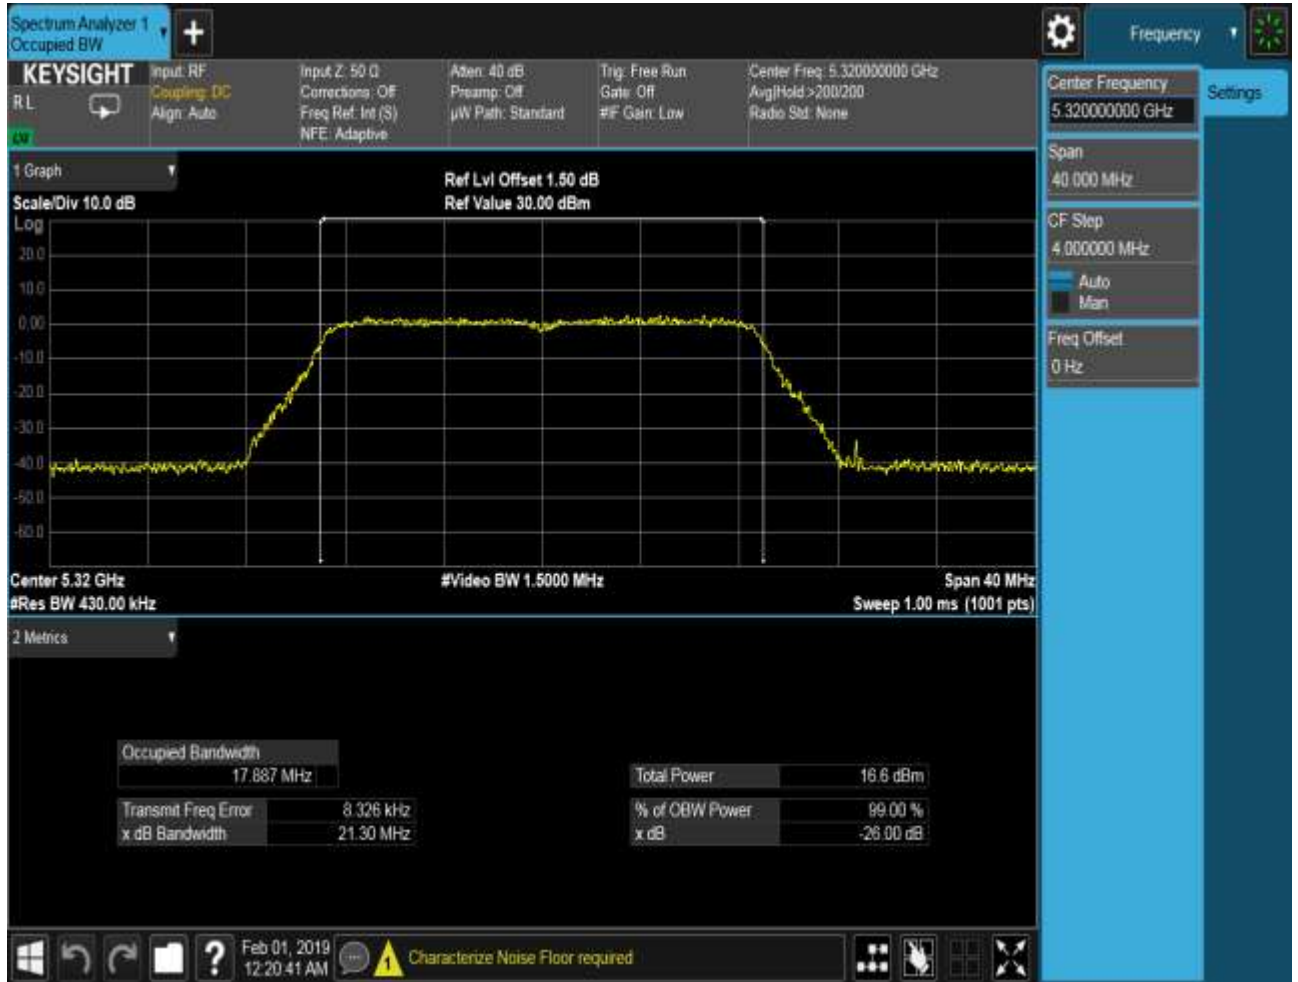 Spectrum Analyzer 1
Occupied BW
+
Frequency
KEYSIGHT
R L
Input: RF
Coupling: DC
Align: Auto
Input Z: 50 Ω
Corrections: Off
Freq Ref: Int (S)
NFE: Adaptive
Atten: 40 dB
Preamp: Off
µW Path: Standard
Trig: Free Run
Gate: Off
#IF Gain: Low
Center Freq: 5.320000000 GHz
Avg|Hold:>200/200
Radio Std: None
Center Frequency
5.320000000 GHz
Settings
Span
40.000 MHz
CF Step
4.000000 MHz
Auto
Man
Freq Offset
0 Hz
1 Graph
Scale/Div 10.0 dB
Ref Lvl Offset 1.50 dB
Ref Value 30.00 dBm
Log
20.0
10.0
0.00
-10.0
-20.0
-30.0
-40.0
-50.0
-60.0
Center 5.32 GHz
#Video BW 1.5000 MHz
Span 40 MHz
#Res BW 430.00 kHz
Sweep 1.00 ms (1001 pts)
2 Metrics
Occupied Bandwidth
17.887 MHz
Total Power 16.6 dBm
Transmit Freq Error 8.326 kHz
% of OBW Power 99.00 %
x dB Bandwidth 21.30 MHz
x dB -26.00 dB
?
Feb 01, 2019
12:20:41 AM
1
Characterize Noise Floor required